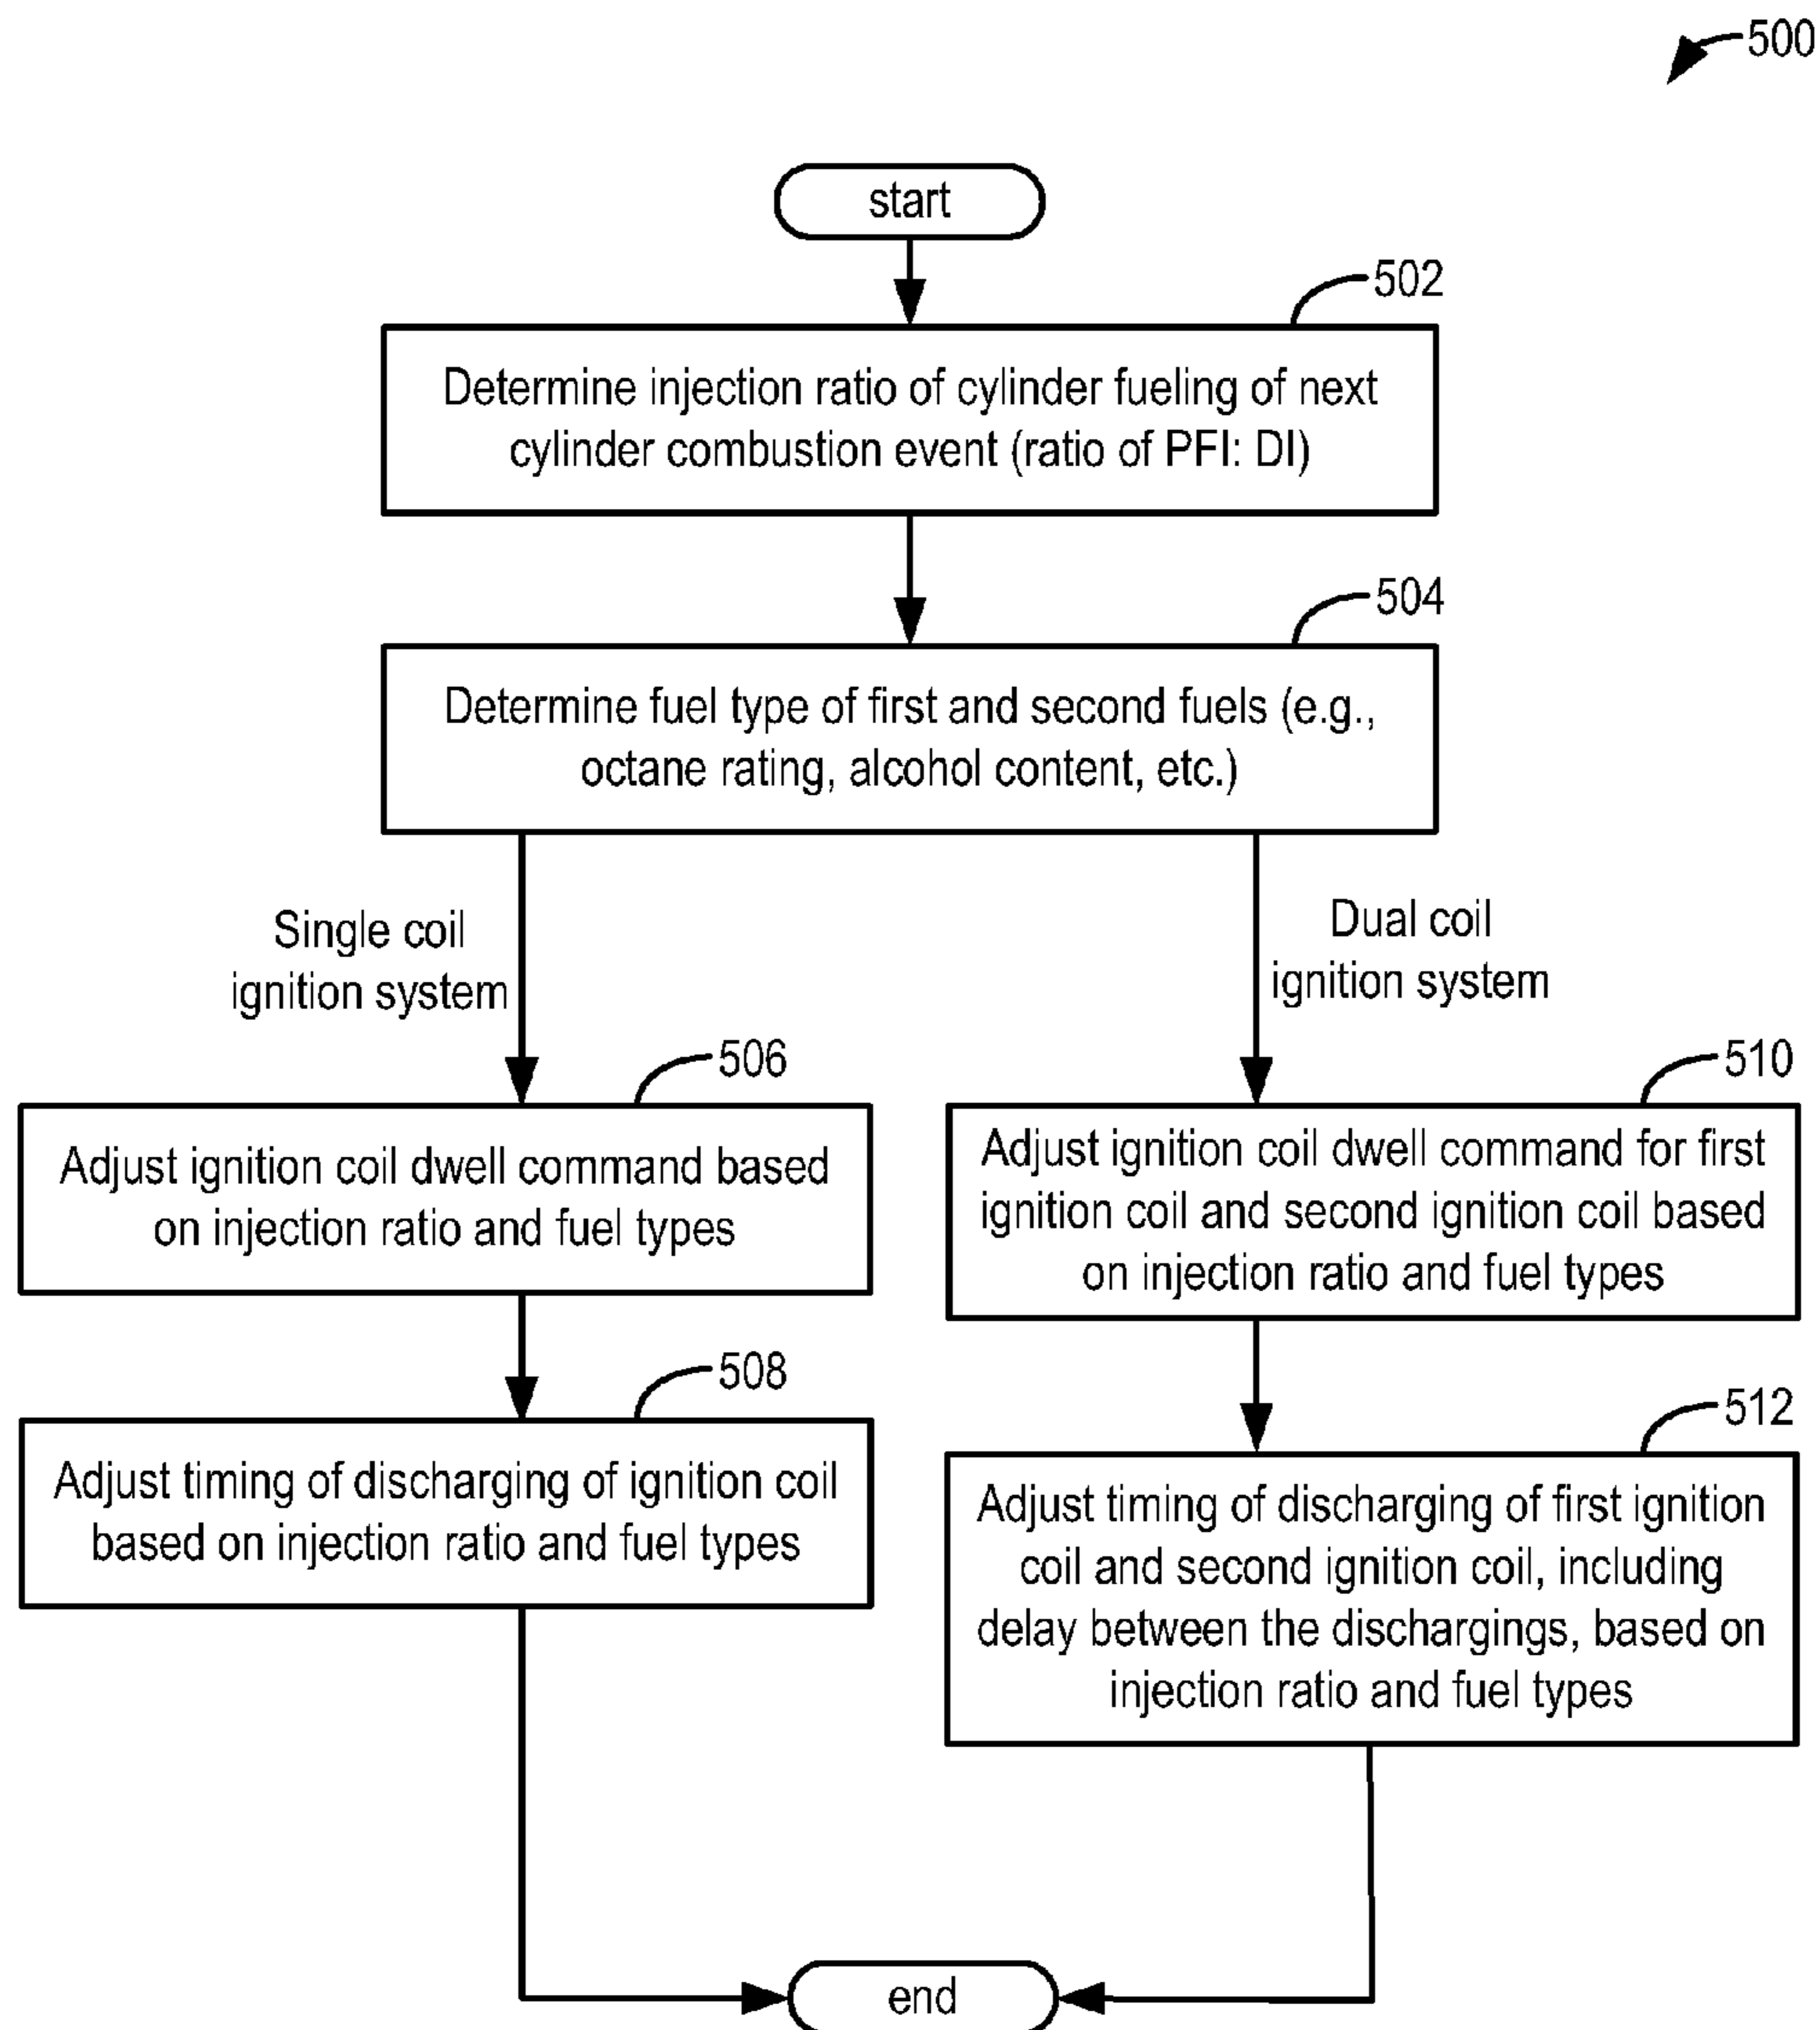 500
start
502
Determine injection ratio of cylinder fueling of next
cylinder combustion event (ratio of PFI: DI)
504
Determine fuel type of first and second fuels (e.g.,
octane rating, alcohol content, etc.)
Single coil
ignition system
Dual coil
ignition system
506
Adjust ignition coil dwell command based
on injection ratio and fuel types
510
Adjust ignition coil dwell command for first
ignition coil and second ignition coil based
on injection ratio and fuel types
508
Adjust timing of discharging of ignition coil
based on injection ratio and fuel types
512
Adjust timing of discharging of first ignition
coil and second ignition coil, including
delay between the dischargings, based on
injection ratio and fuel types
end